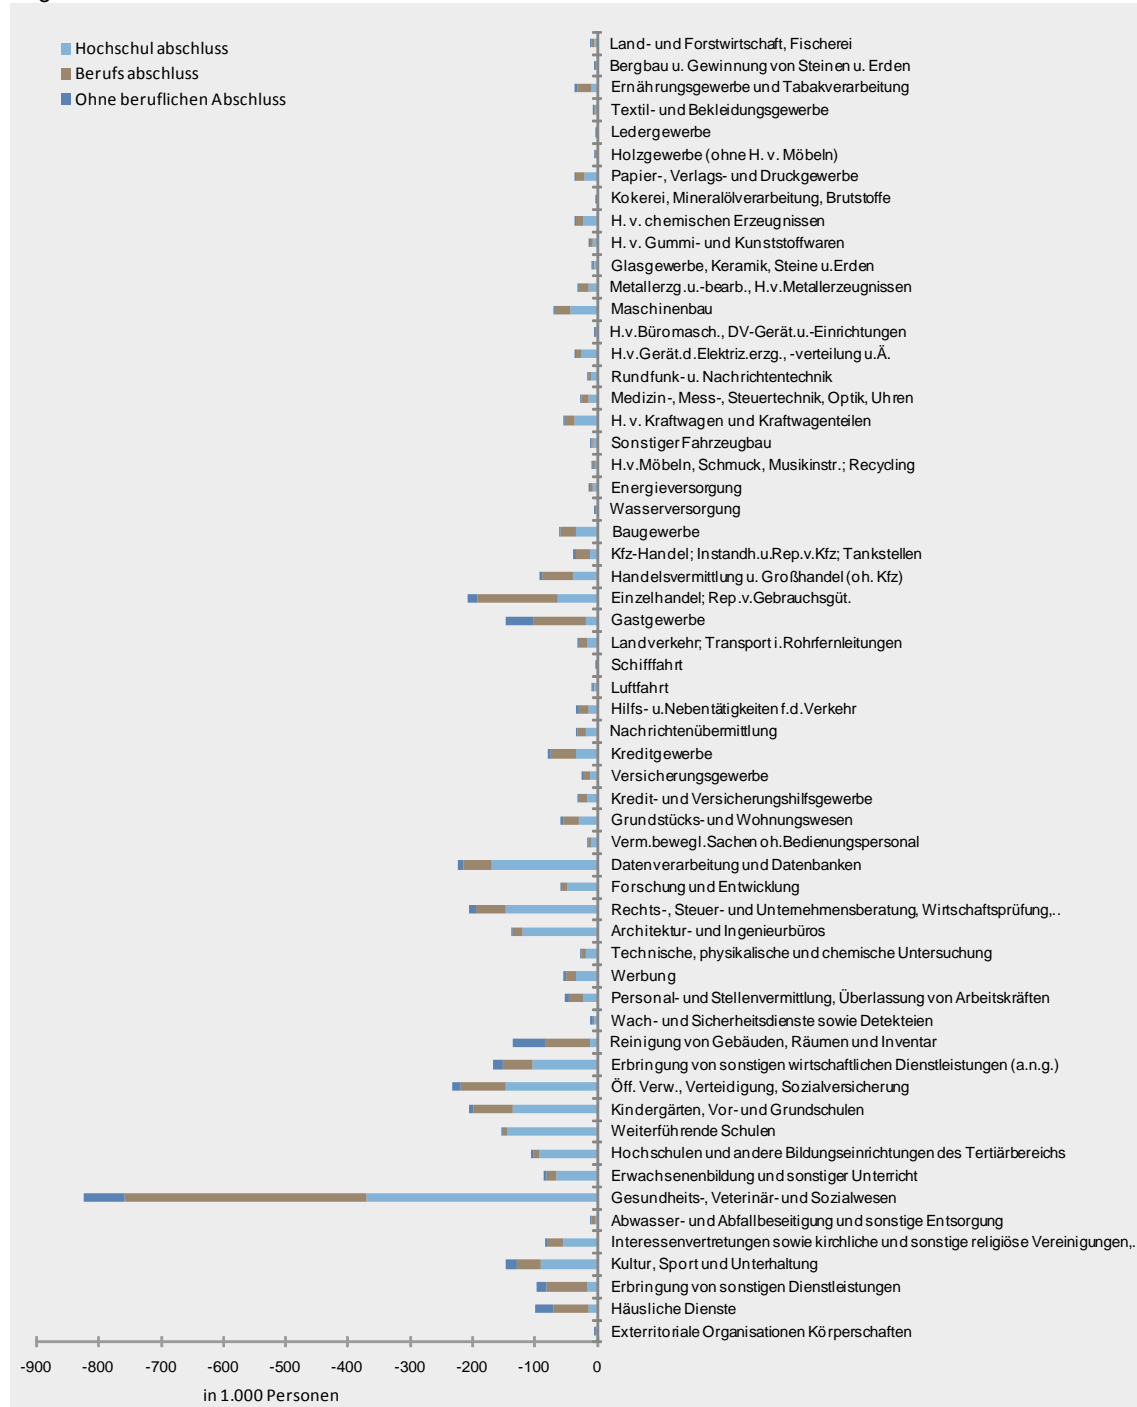 Hochschul abschluss
Berufs abschluss
Ohne beruflichen Abschluss
Land- und Forstwirtschaft, Fischerei
Bergbau u. Gewinnung von Steinen u. Erden
Ernährungsgewerbe und Tabakverarbeitung
Textil- und Bekleidungsgewerbe
Ledergewerbe
Holzgewerbe (ohne H. v. Möbeln)
Papier-, Verlags- und Druckgewerbe
Kokerei, Mineralölverarbeitung, Brutstoffe
H. v. chemischen Erzeugnissen
H. v. Gummi- und Kunststoffwaren
Glasgewerbe, Keramik, Steine u.Erden
Metallerzg.u.-bearb., H.v.Metallerzeugnissen
Maschinenbau
H.v.Büromasch., DV-Gerät.u.-Einrichtungen
H.v.Gerät.d.Elektriz.erzg., -verteilung u.Ä.
Rundfunk- u. Nachrichtentechnik
Medizin-, Mess-, Steuertechnik, Optik, Uhren
H. v. Kraftwagen und Kraftwagenteilen
Sonstiger Fahrzeugbau
H.v.Möbeln, Schmuck, Musikinstr.; Recycling
Energieversorgung
Wasserversorgung
Baugewerbe
Kfz-Handel; Instandh.u.Rep.v.Kfz; Tankstellen
Handelsvermittlung u. Großhandel (oh. Kfz)
Einzelhandel; Rep.v.Gebrauchsgüt.
Gastgewerbe
Landverkehr; Transport i.Rohrfernleitungen
Schifffahrt
Luftfahrt
Hilfs- u.Nebentätigkeiten f.d.Verkehr
Nachrichtenübermittlung
Kreditgewerbe
Versicherungsgewerbe
Kredit- und Versicherungshilfsgewerbe
Grundstücks- und Wohnungswesen
Verm.bewegl.Sachen oh.Bedienungspersonal
Datenverarbeitung und Datenbanken
Forschung und Entwicklung
Rechts-, Steuer- und Unternehmensberatung, Wirtschaftsprüfung,..
Architektur- und Ingenieurbüros
Technische, physikalische und chemische Untersuchung
Werbung
Personal- und Stellenvermittlung, Überlassung von Arbeitskräften
Wach- und Sicherheitsdienste sowie Detekteien
Reinigung von Gebäuden, Räumen und Inventar
Erbringung von sonstigen wirtschaftlichen Dienstleistungen (a.n.g.)
Öff. Verw., Verteidigung, Sozialversicherung
Kindergärten, Vor- und Grundschulen
Weiterführende Schulen
Hochschulen und andere Bildungseinrichtungen des Tertiärbereichs
Erwachsenenbildung und sonstiger Unterricht
Gesundheits-, Veterinär- und Sozialwesen
Abwasser- und Abfallbeseitigung und sonstige Entsorgung
Interessenvertretungen sowie kirchliche und sonstige religiöse Vereinigungen,..
Kultur, Sport und Unterhaltung
Erbringung von sonstigen Dienstleistungen
Häusliche Dienste
Exterritoriale Organisationen Körperschaften
-900 -800 -700 -600 -500 -400 -300 -200 -100 0
in 1.000 Personen